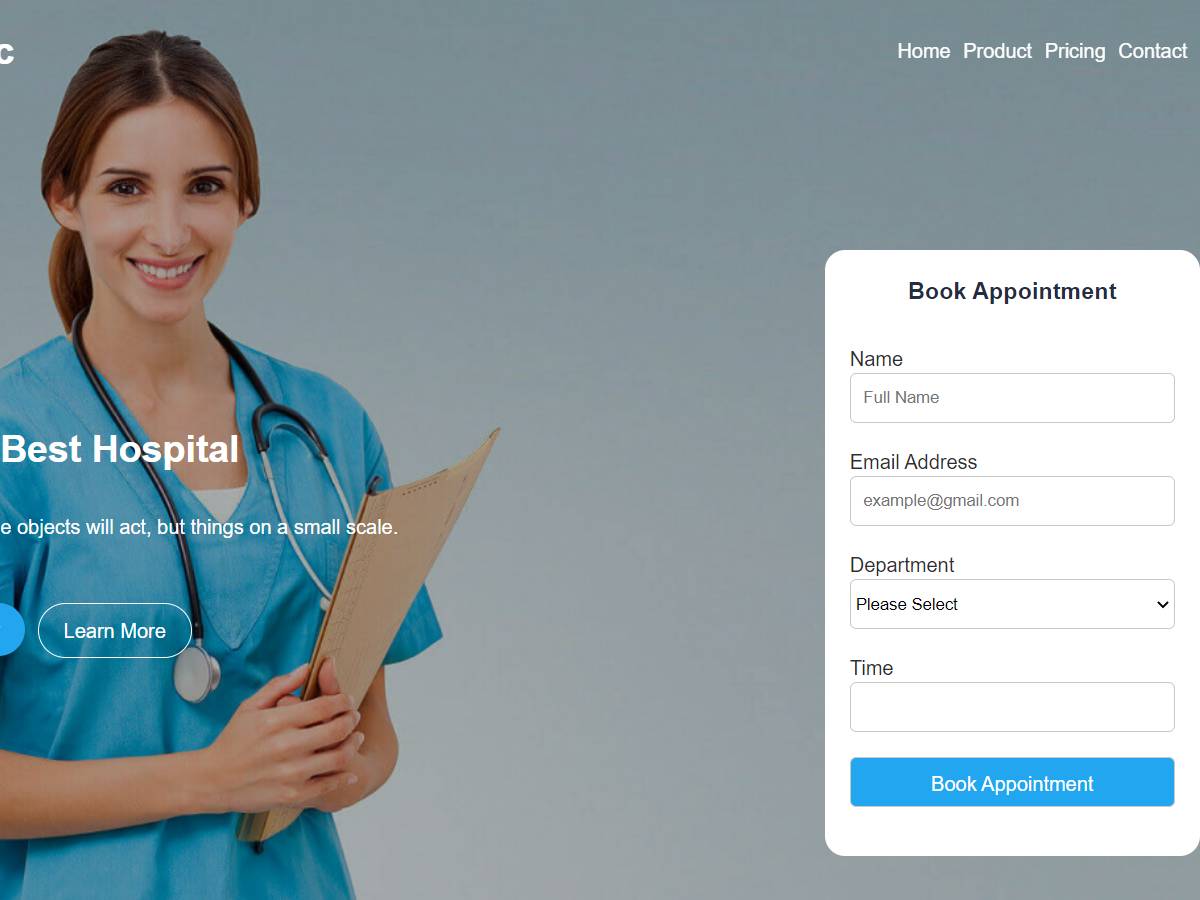 c
Home Product Pricing Contact
Best Hospital
e objects will act, but things on a small scale.
Learn More
Book Appointment
Name
Full Name
Email Address
example@gmail.com
Department
Please Select
Time
Book Appointment